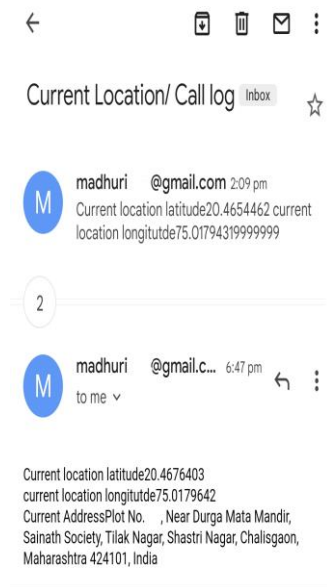 Current Location/ Call log Inbox
M
madhuri @gmail.com 2:09 pm
Current location latitude20.4654462 current
location longitutde75.01794319999999
2
M
madhuri @gmail.c... 6:47 pm
to me
Current location latitude20.4676403
current location longitutde75.0179642
Current AddressPlot No. , Near Durga Mata Mandir,
Sainath Society, Tilak Nagar, Shastri Nagar, Chalisgaon,
Maharashtra 424101, India